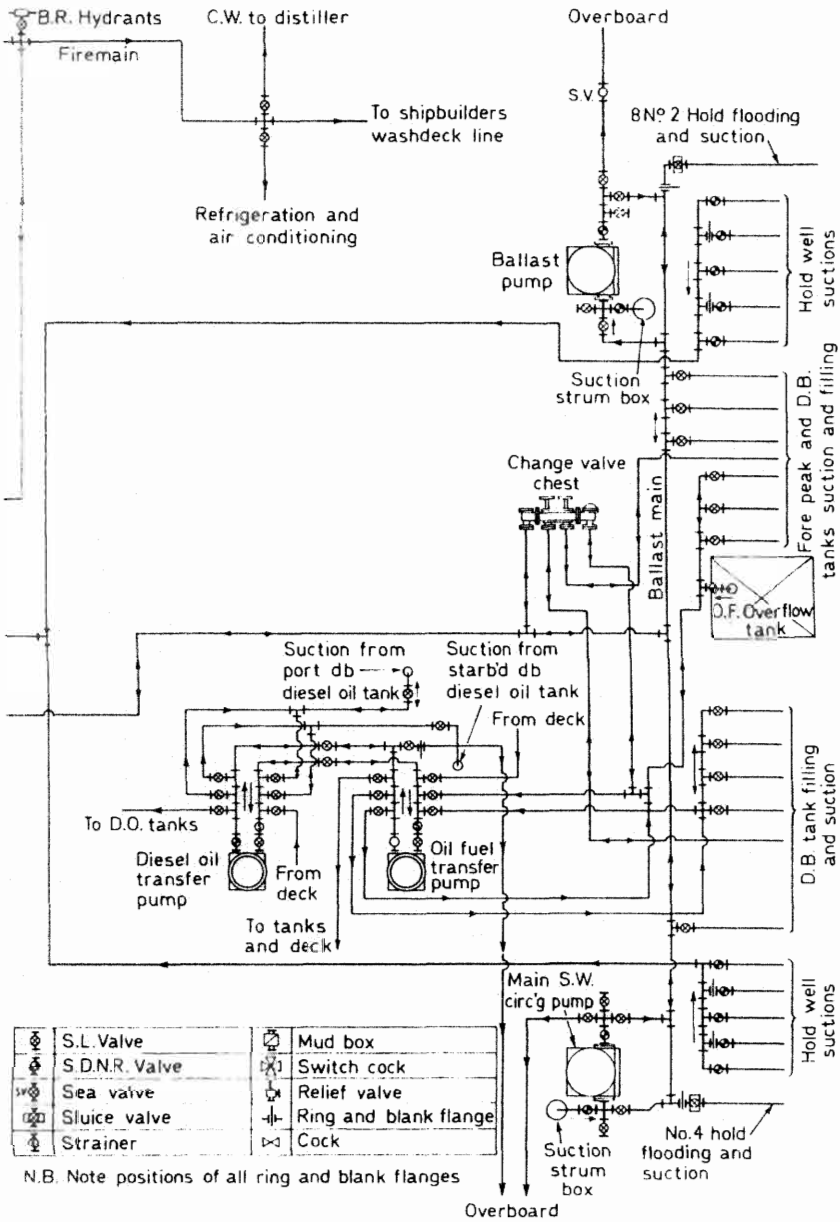 B.R. Hydrants
C.W. to distiller
Overboard
Firemain
S.V.
To shipbuilders
washdeck line
8Nº 2 Hold flooding
and suction
Refrigeration and
air conditioning
Ballast
pump
Hold well
suctions
Suction
strum box
Change valve
chest
Ballast main
Fore peak and D.B.
tanks suction and filling
O.F. Overflow
tank
Suction from
port db
diesel oil tank
Suction from
starb'd db
diesel oil tank
From deck
To D.O. tanks
Diesel oil
transfer
pump
From
deck
Oil fuel
transfer
pump
D.B. tank filling
and suction
To tanks
and deck
Main S.W.
circ'g pump
Hold well
suctions
S.L. Valve
Mud box
S.D.N.R. Valve
Switch cock
SV
Sea valve
Relief valve
Sluice valve
Ring and blank flange
Strainer
Cock
Suction
strum
box
No.4 hold
flooding and
suction
N.B. Note positions of all ring and blank flanges
Overboard